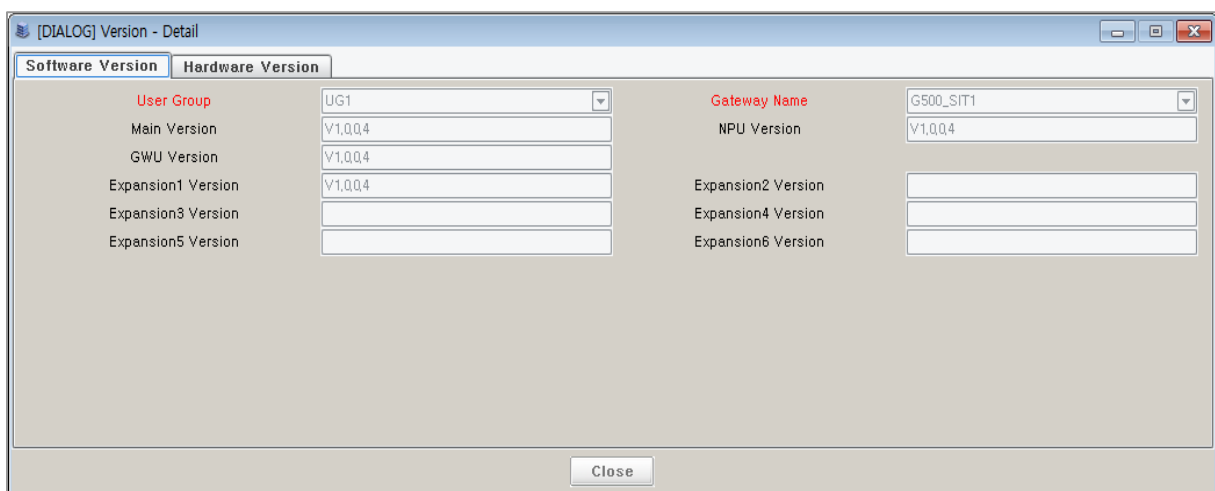 [DIALOG] Version - Detail
Software Version Hardware Version
User Group UG1 Gateway Name G500_SIT1
Main Version V1,0,0,4 NPU Version V1,0,0,4
GWU Version V1,0,0,4
Expansion1 Version V1,0,0,4 Expansion2 Version
Expansion3 Version Expansion4 Version
Expansion5 Version Expansion6 Version
Close